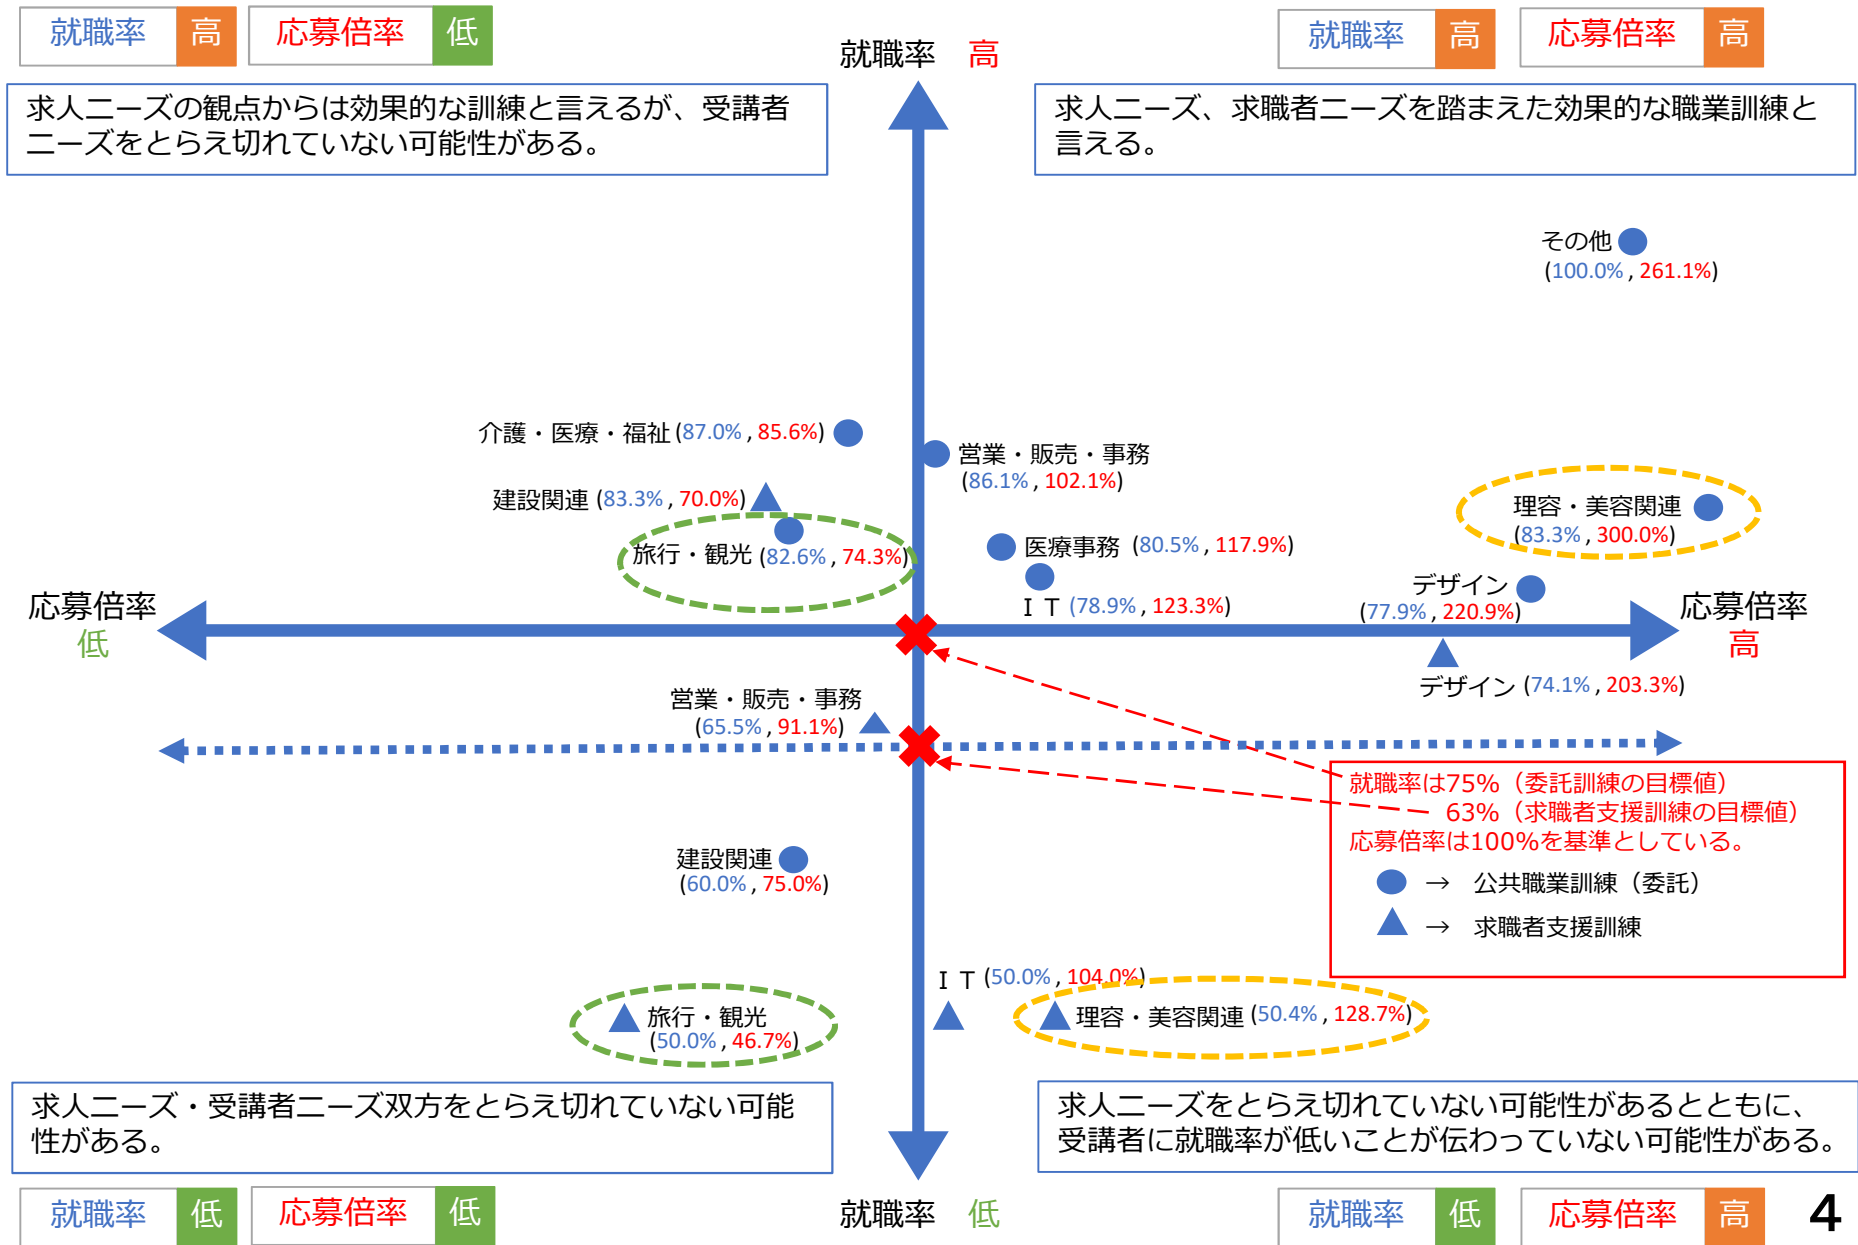 就職率 高 応募倍率 低
就職率 高
就職率 高 応募倍率 高
求人ニーズの観点からは効果的な訓練と言えるが、受講者
ニーズをとらえ切れていない可能性がある。
求人ニーズ、求職者ニーズを踏まえた効果的な職業訓練と
言える。
その他
(100.0% , 261.1%)
介護・医療・福祉 (87.0% , 85.6%)
営業・販売・事務
(86.1% , 102.1%)
建設関連 (83.3% , 70.0%)
理容・美容関連
(83.3% , 300.0%)
旅行・観光 (82.6% , 74.3%)
医療事務 (80.5% , 117.9%)
ＩＴ (78.9% , 123.3%)
デザイン
(77.9% , 220.9%)
応募倍率
低
応募倍率
高
デザイン (74.1% , 203.3%)
営業・販売・事務
(65.5% , 91.1%)
就職率は75%（委託訓練の目標値）
63%（求職者支援訓練の目標値）
応募倍率は100%を基準としている。
→ 公共職業訓練（委託）
→ 求職者支援訓練
建設関連
(60.0% , 75.0%)
ＩＴ (50.0% , 104.0%)
旅行・観光
(50.0% , 46.7%)
理容・美容関連 (50.4% , 128.7%)
求人ニーズ・受講者ニーズ双方をとらえ切れていない可能
性がある。
求人ニーズをとらえ切れていない可能性があるとともに、
受講者に就職率が低いことが伝わっていない可能性がある。
就職率 低 応募倍率 低
就職率 低
就職率 低 応募倍率 高
4